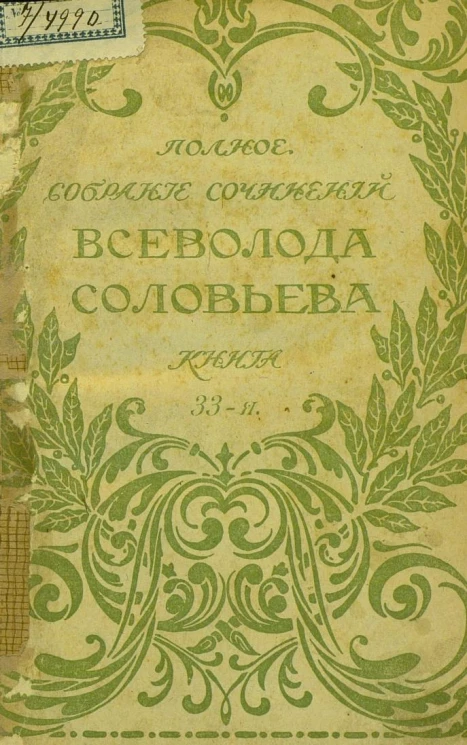 7/4990.
ПОЛНОЕ.
СОБРАНІЕ СОЧИНЕНІЙ
ВСЕВОЛОДА
СОЛОВЬЕВА
КНИГА
33-я.